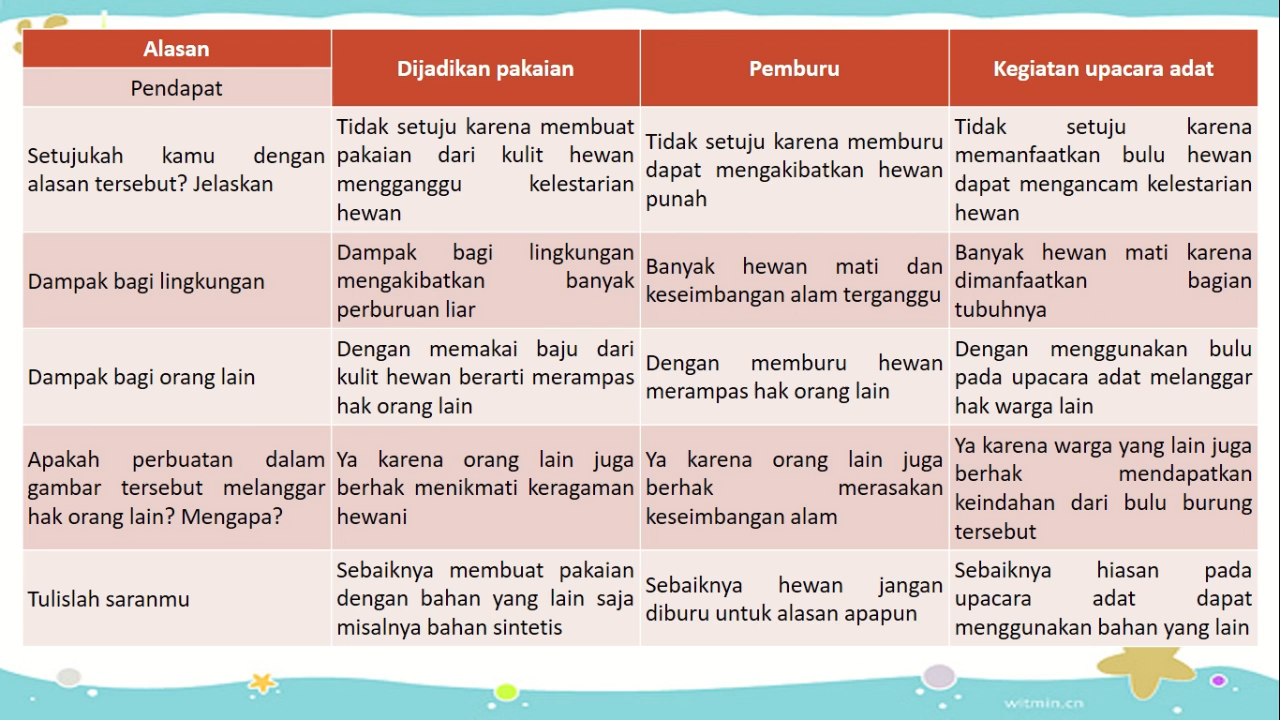 Alasan
Pendapat
Dijadikan pakaian
Pemburu
Kegiatan upacara adat
Setujukah kamu dengan
alasan tersebut? Jelaskan
Tidak setuju karena membuat
pakaian dari kulit hewan
mengganggu kelestarian
hewan
Tidak setuju karena memburu
dapat mengakibatkan hewan
punah
Tidak setuju karena
memanfaatkan bulu hewan
dapat mengancam kelestarian
hewan
Dampak bagi lingkungan
Dampak bagi lingkungan
mengakibatkan banyak
perburuan liar
Banyak hewan mati dan
keseimbangan alam terganggu
Banyak hewan mati karena
dimanfaatkan bagian
tubuhnya
Dampak bagi orang lain
Dengan memakai baju dari
kulit hewan berarti merampas
hak orang lain
Dengan memburu hewan
merampas hak orang lain
Dengan menggunakan bulu
pada upacara adat melanggar
hak warga lain
Apakah perbuatan dalam
gambar tersebut melanggar
hak orang lain? Mengapa?
Ya karena orang lain juga
berhak menikmati keragaman
hewani
Ya karena orang lain juga
berhak merasakan
keseimbangan alam
Ya karena warga yang lain juga
berhak mendapatkan
keindahan dari bulu burung
tersebut
Tulislah saranmu
Sebaiknya membuat pakaian
dengan bahan yang lain saja
misalnya bahan sintetis
Sebaiknya hewan jangan
diburu untuk alasan apapun
Sebaiknya hiasan pada
upacara adat dapat
menggunakan bahan yang lain
witmin.cn